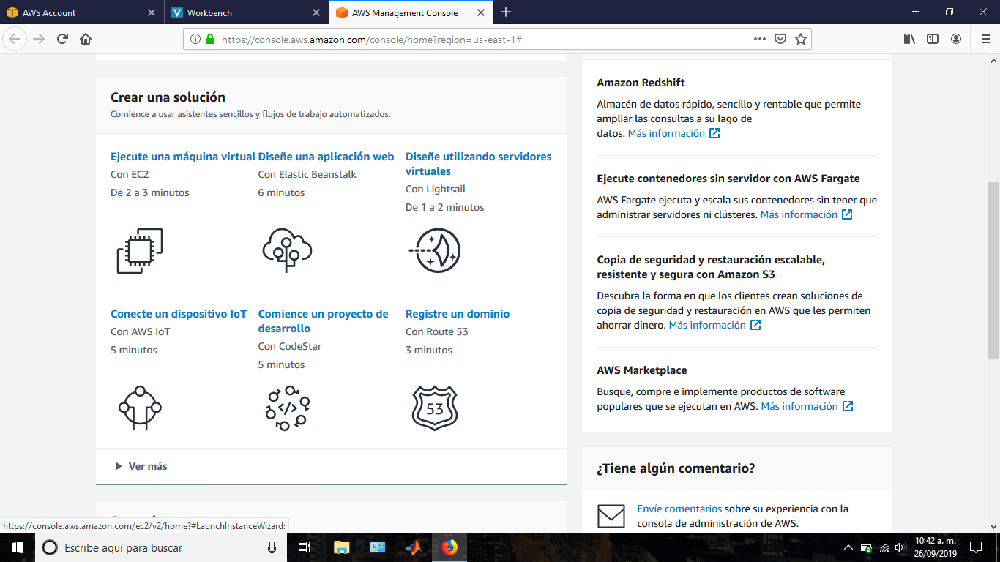 AWS Account
Workbench
AWS Management Console
https://console.aws.amazon.com/console/home?region=us-east-1#
Crear una solución
Comience a usar asistentes sencillos y flujos de trabajo automatizados.
Ejecute una máquina virtual
Con EC2
De 2 a 3 minutos
Diseñe una aplicación web
Con Elastic Beanstalk
6 minutos
Diseñe utilizando servidores
virtuales
Con Lightsail
De 1 a 2 minutos
Conecte un dispositivo IoT
Con AWS IoT
5 minutos
Comience un proyecto de
desarrollo
Con CodeStar
5 minutos
Registre un dominio
Con Route 53
3 minutos
53
Ver más
Amazon Redshift
Almacén de datos rápido, sencillo y rentable que permite
ampliar las consultas a su lago de
datos. Más información
Ejecute contenedores sin servidor con AWS Fargate
AWS Fargate ejecuta y escala sus contenedores sin tener que
administrar servidores ni clústeres. Más información
Copia de seguridad y restauración escalable,
resistente y segura con Amazon S3
Descubra la forma en que los clientes crean soluciones de
copia de seguridad y restauración en AWS que les permiten
ahorrar dinero. Más información
AWS Marketplace
Busque, compre e implemente productos de software
populares que se ejecutan en AWS. Más información
¿Tiene algún comentario?
Envíe comentarios sobre su experiencia con la
consola de administración de AWS.
https://console.aws.amazon.com/ec2/v2/home?#LaunchInstanceWizard:
Escribe aquí para buscar
10:42 a. m.
26/09/2019